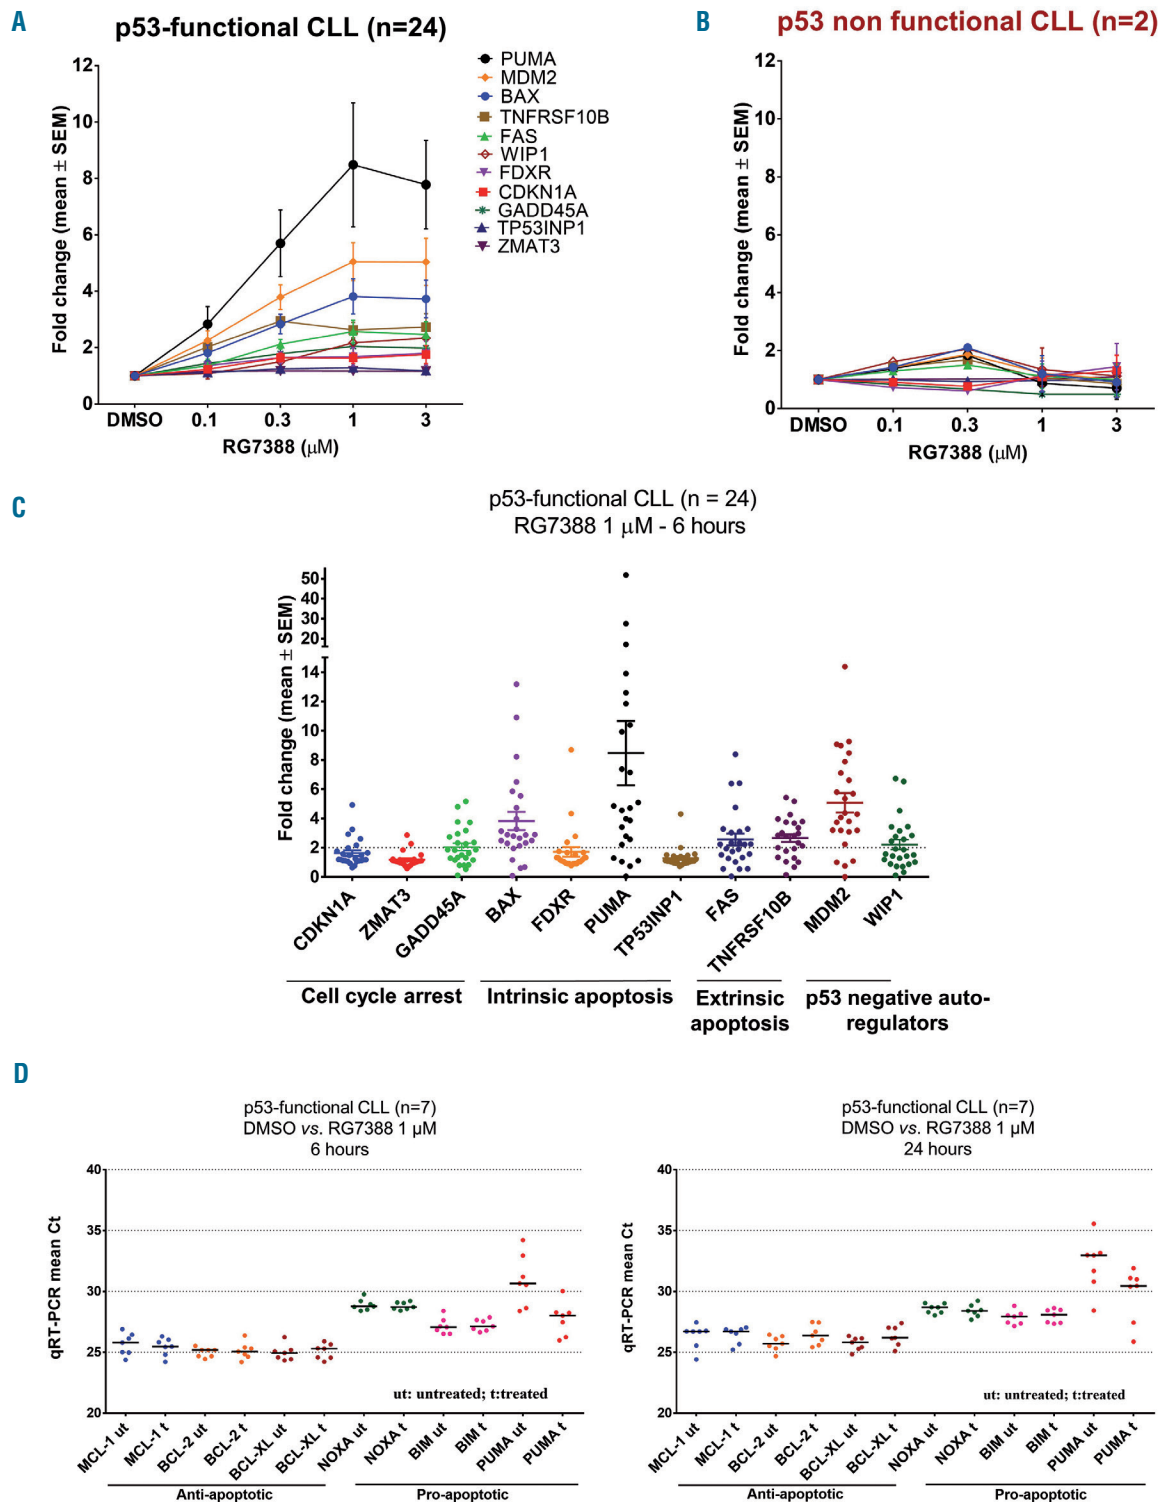 A
p53-functional CLL (n=24)
Fold change (mean ± SEM)
12
10
8
6
4
2
0
DMSO 0.1 0.3 1 3
RG7388 (μM)
PUMA
MDM2
BAX
TNFRSF10B
FAS
WIP1
FDXR
CDKN1A
GADD45A
TP53INP1
ZMAT3
B
p53 non functional CLL (n=2)
Fold change (mean ± SEM)
12
10
8
6
4
2
0
DMSO 0.1 0.3 1 3
RG7388 (μM)
C
p53-functional CLL (n = 24)
RG7388 1 μM - 6 hours
Fold change (mean ± SEM)
50
40
30
20
14
12
10
8
6
4
2
0
CDKN1A ZMAT3 GADD45A BAX FDXR PUMA TP53INP1 FAS TNFRSF10B MDM2 WIP1
Cell cycle arrest Intrinsic apoptosis Extrinsic p53 negative auto-
apoptosis regulators
D
p53-functional CLL (n=7)
DMSO vs. RG7388 1 μM
6 hours
qRT-PCR mean Ct
40
35
30
25
20
ut: untreated; t:treated
MCL-1 ut MCL-1 t BCL-2 ut BCL-2 t BCL-XL ut BCL-XL t NOXA ut NOXA t BIM ut BIM t PUMA ut PUMA t
Anti-apoptotic Pro-apoptotic
p53-functional CLL (n=7)
DMSO vs. RG7388 1 μM
24 hours
qRT-PCR mean Ct
40
35
30
25
20
ut: untreated; t:treated
MCL-1 ut MCL-1 t BCL-2 ut BCL-2 t BCL-XL ut BCL-XL t NOXA ut NOXA t BIM ut BIM t PUMA ut PUMA t
Anti-apoptotic Pro-apoptotic